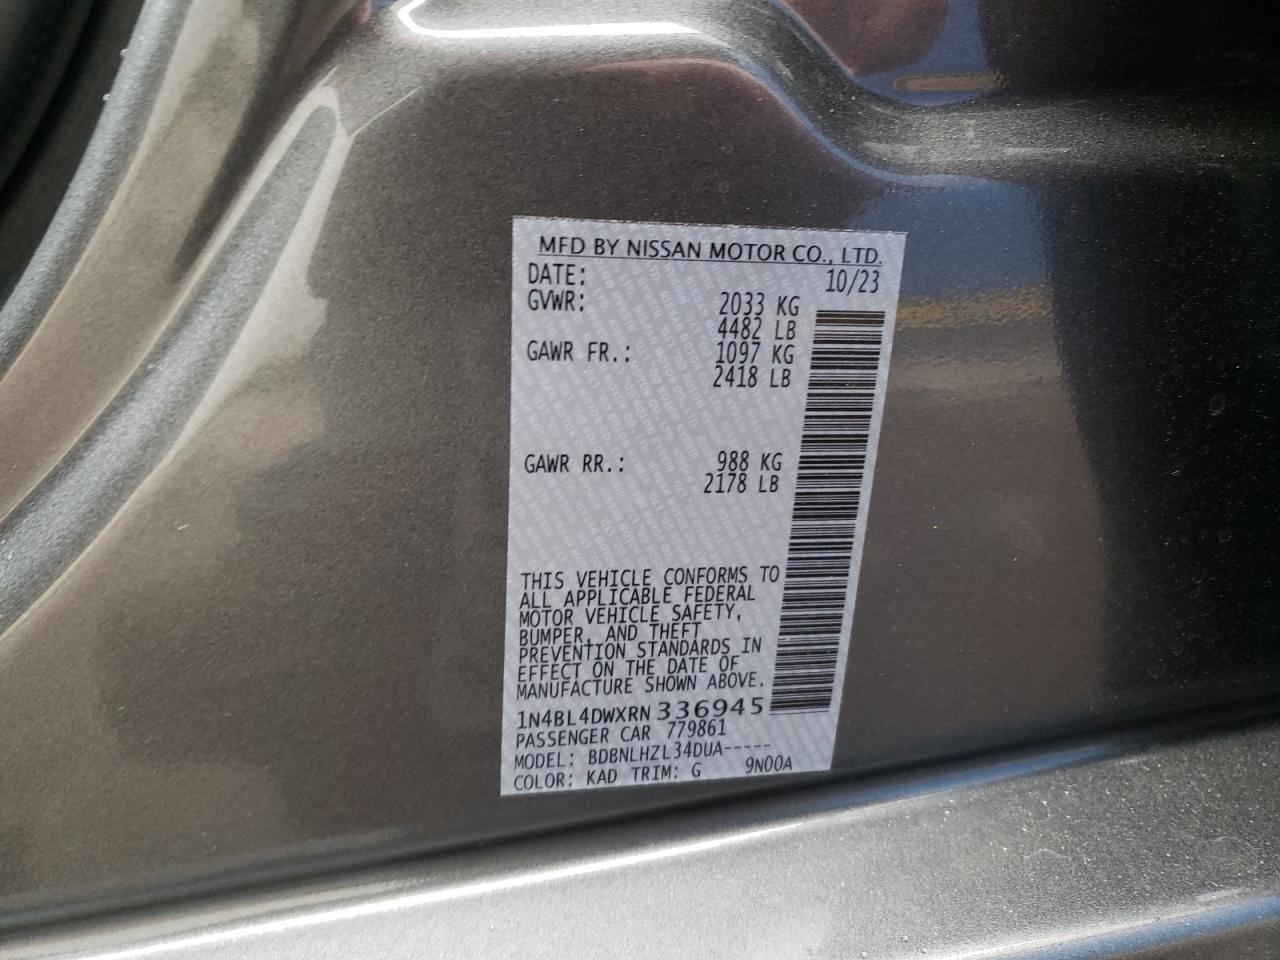 MFD BY NISSAN MOTOR CO., LTD.
DATE: 10/23
GVWR: 2033 KG
4482 LB
GAWR FR.: 1097 KG
2418 LB
GAWR RR.: 988 KG
2178 LB
THIS VEHICLE CONFORMS TO
ALL APPLICABLE FEDERAL
MOTOR VEHICLE SAFETY,
BUMPER, AND THEFT
PREVENTION STANDARDS IN
EFFECT ON THE DATE OF
MANUFACTURE SHOWN ABOVE.
1N4BL4DWXRN336945
PASSENGER CAR 779861
MODEL: BDBNLHZL34DUA-----
COLOR: KAD TRIM: G 9N00A